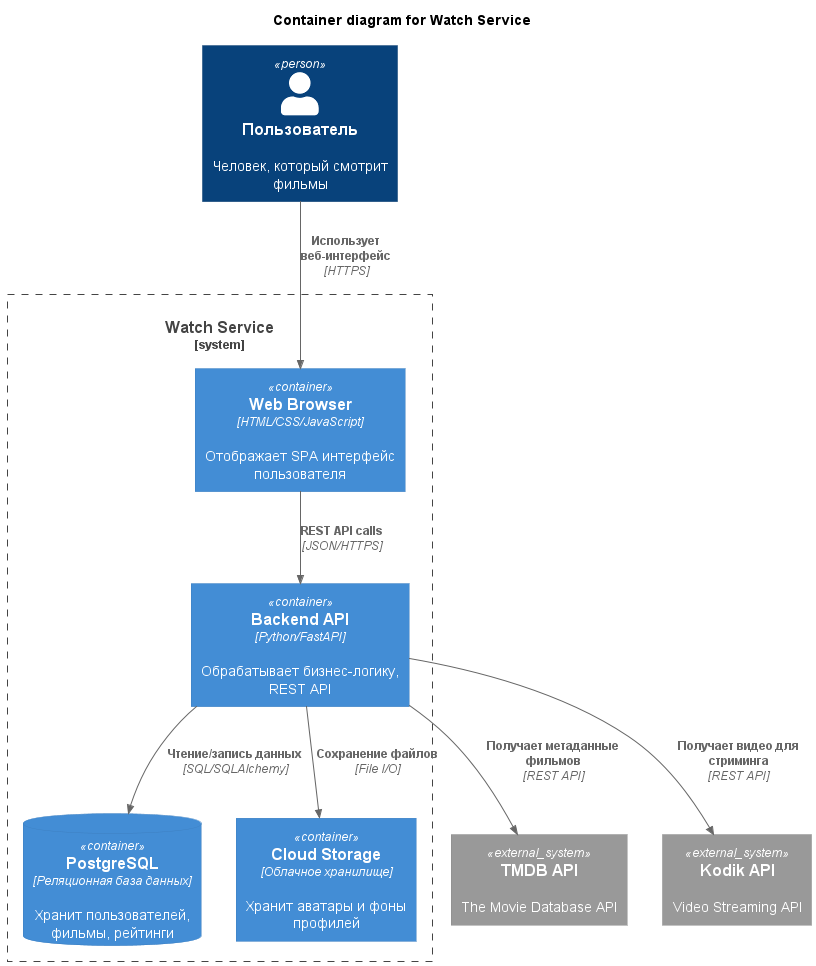 Container diagram for Watch Service
«person»
Пользователь
Человек, который смотрит
фильмы
Использует
веб-интерфейс
[HTTPS]
Watch Service
[system]
«container»
Web Browser
[HTML/CSS/JavaScript]
Отображает SPA интерфейс
пользователя
REST API calls
[JSON/HTTPS]
«container»
Backend API
[Python/FastAPI]
Обрабатывает бизнес-логику,
REST API
Чтение/запись данных
[SQL/SQLAlchemy]
Сохранение файлов
[File I/O]
Получает метаданные
фильмов
[REST API]
Получает видео для
стриминга
[REST API]
«container»
PostgreSQL
[Реляционная база данных]
Хранит пользователей,
фильмы, рейтинги
«container»
Cloud Storage
[Облачное хранилище]
Хранит аватары и фоны
профилей
«external_system»
TMDB API
The Movie Database API
«external_system»
Kodik API
Video Streaming API